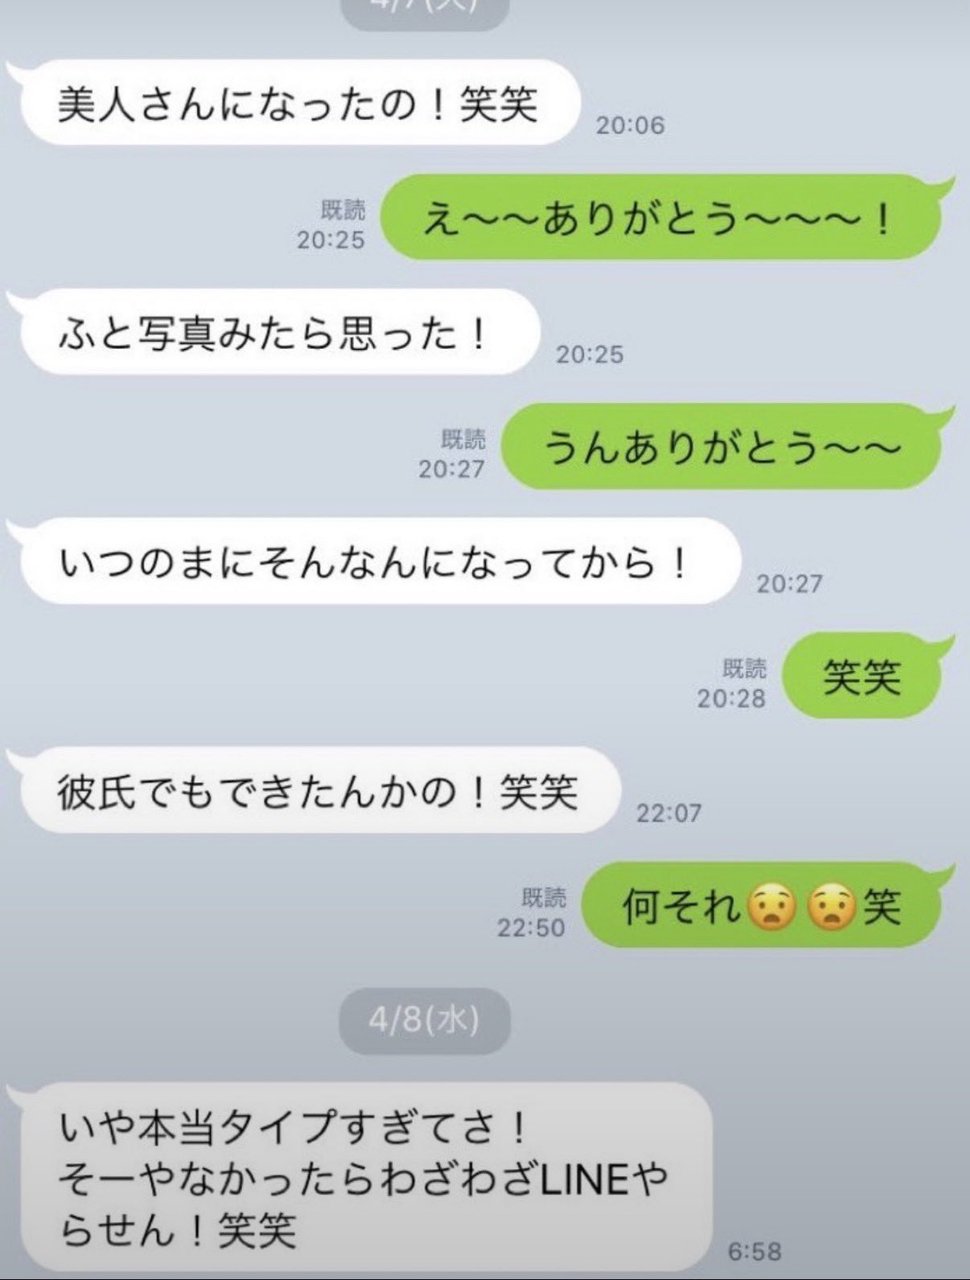 4/7(火)
美人さんになったの！笑笑
20:06
既読
20:25
え〜〜ありがとう〜〜〜！
ふと写真みたら思った！
20:25
既読
20:27
うんありがとう〜〜
いつのまにそんなんになってから！
20:27
既読
20:28
笑笑
彼氏でもできたんかの！笑笑
22:07
既読
22:50
何それ😧😧笑
4/8(水)
いや本当タイプすぎてさ！
そーやなかったらわざわざLINEや
らせん！笑笑
6:58